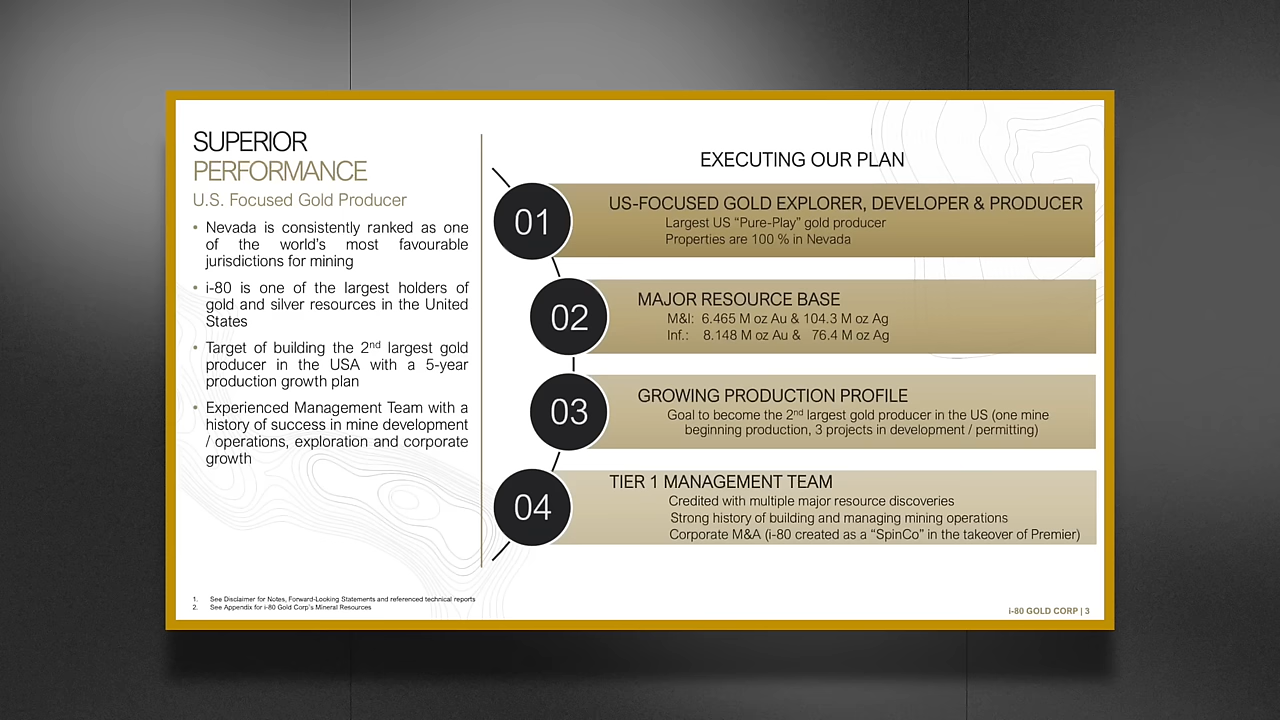 SUPERIOR
PERFORMANCE
U.S. Focused Gold Producer
• Nevada is consistently ranked as one
of the world's most favourable
jurisdictions for mining
• i-80 is one of the largest holders of
gold and silver resources in the United
States
• Target of building the 2nd largest gold
producer in the USA with a 5-year
production growth plan
• Experienced Management Team with a
history of success in mine development
/ operations, exploration and corporate
growth
EXECUTING OUR PLAN
01
US-FOCUSED GOLD EXPLORER, DEVELOPER & PRODUCER
Largest US “Pure-Play” gold producer
Properties are 100 % in Nevada
02
MAJOR RESOURCE BASE
M&I: 6.465 M oz Au & 104.3 M oz Ag
Inf.: 8.148 M oz Au & 76.4 M oz Ag
03
GROWING PRODUCTION PROFILE
Goal to become the 2nd largest gold producer in the US (one mine
beginning production, 3 projects in development / permitting)
04
TIER 1 MANAGEMENT TEAM
Credited with multiple major resource discoveries
Strong history of building and managing mining operations
Corporate M&A (i-80 created as a “SpinCo” in the takeover of Premier)
1. See Disclaimer for Notes, Forward-Looking Statements and referenced technical reports
2. See Appendix for i-80 Gold Corp's Mineral Resources
i-80 GOLD CORP | 3